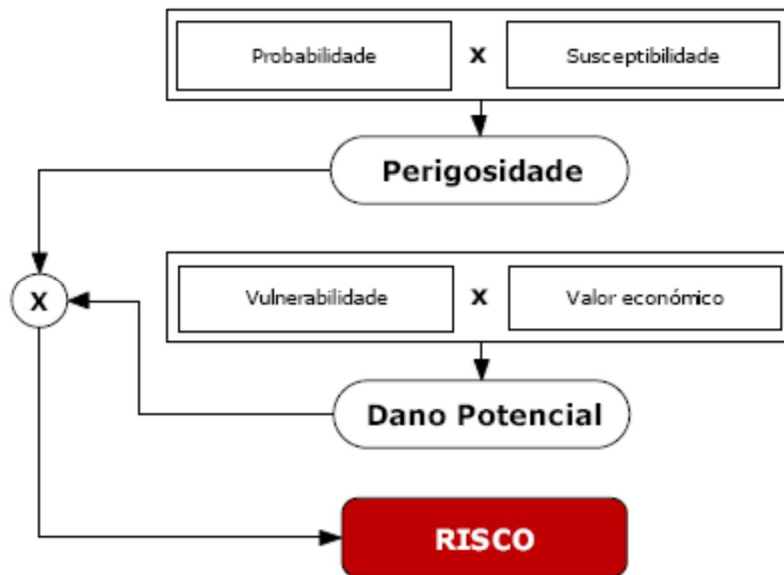 Probabilidade x Susceptibilidade
Perigosidade
Vulnerabilidade x Valor económico
X
Dano Potencial
RISCO